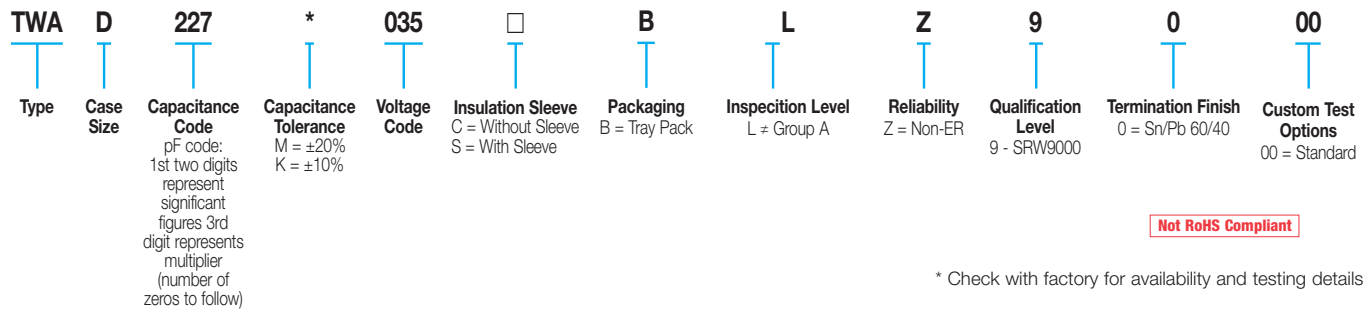 TWA D 227 * 035 □ B L Z 9 0 00
Type
Case
Size
Capacitance
Code
pF code:
1st two digits
represent
significant
figures 3rd
digit represents
multiplier
(number of
zeros to follow)
Capacitance
Tolerance
M = ±20%
K = ±10%
Voltage
Code
Insulation Sleeve
C = Without Sleeve
S = With Sleeve
Packaging
B = Tray Pack
Inspecition Level
L ≠ Group A
Reliability
Z = Non-ER
Qualification
Level
9 - SRW9000
Termination Finish
0 = Sn/Pb 60/40
Custom Test
Options
00 = Standard
Not RoHS Compliant
* Check with factory for availability and testing details